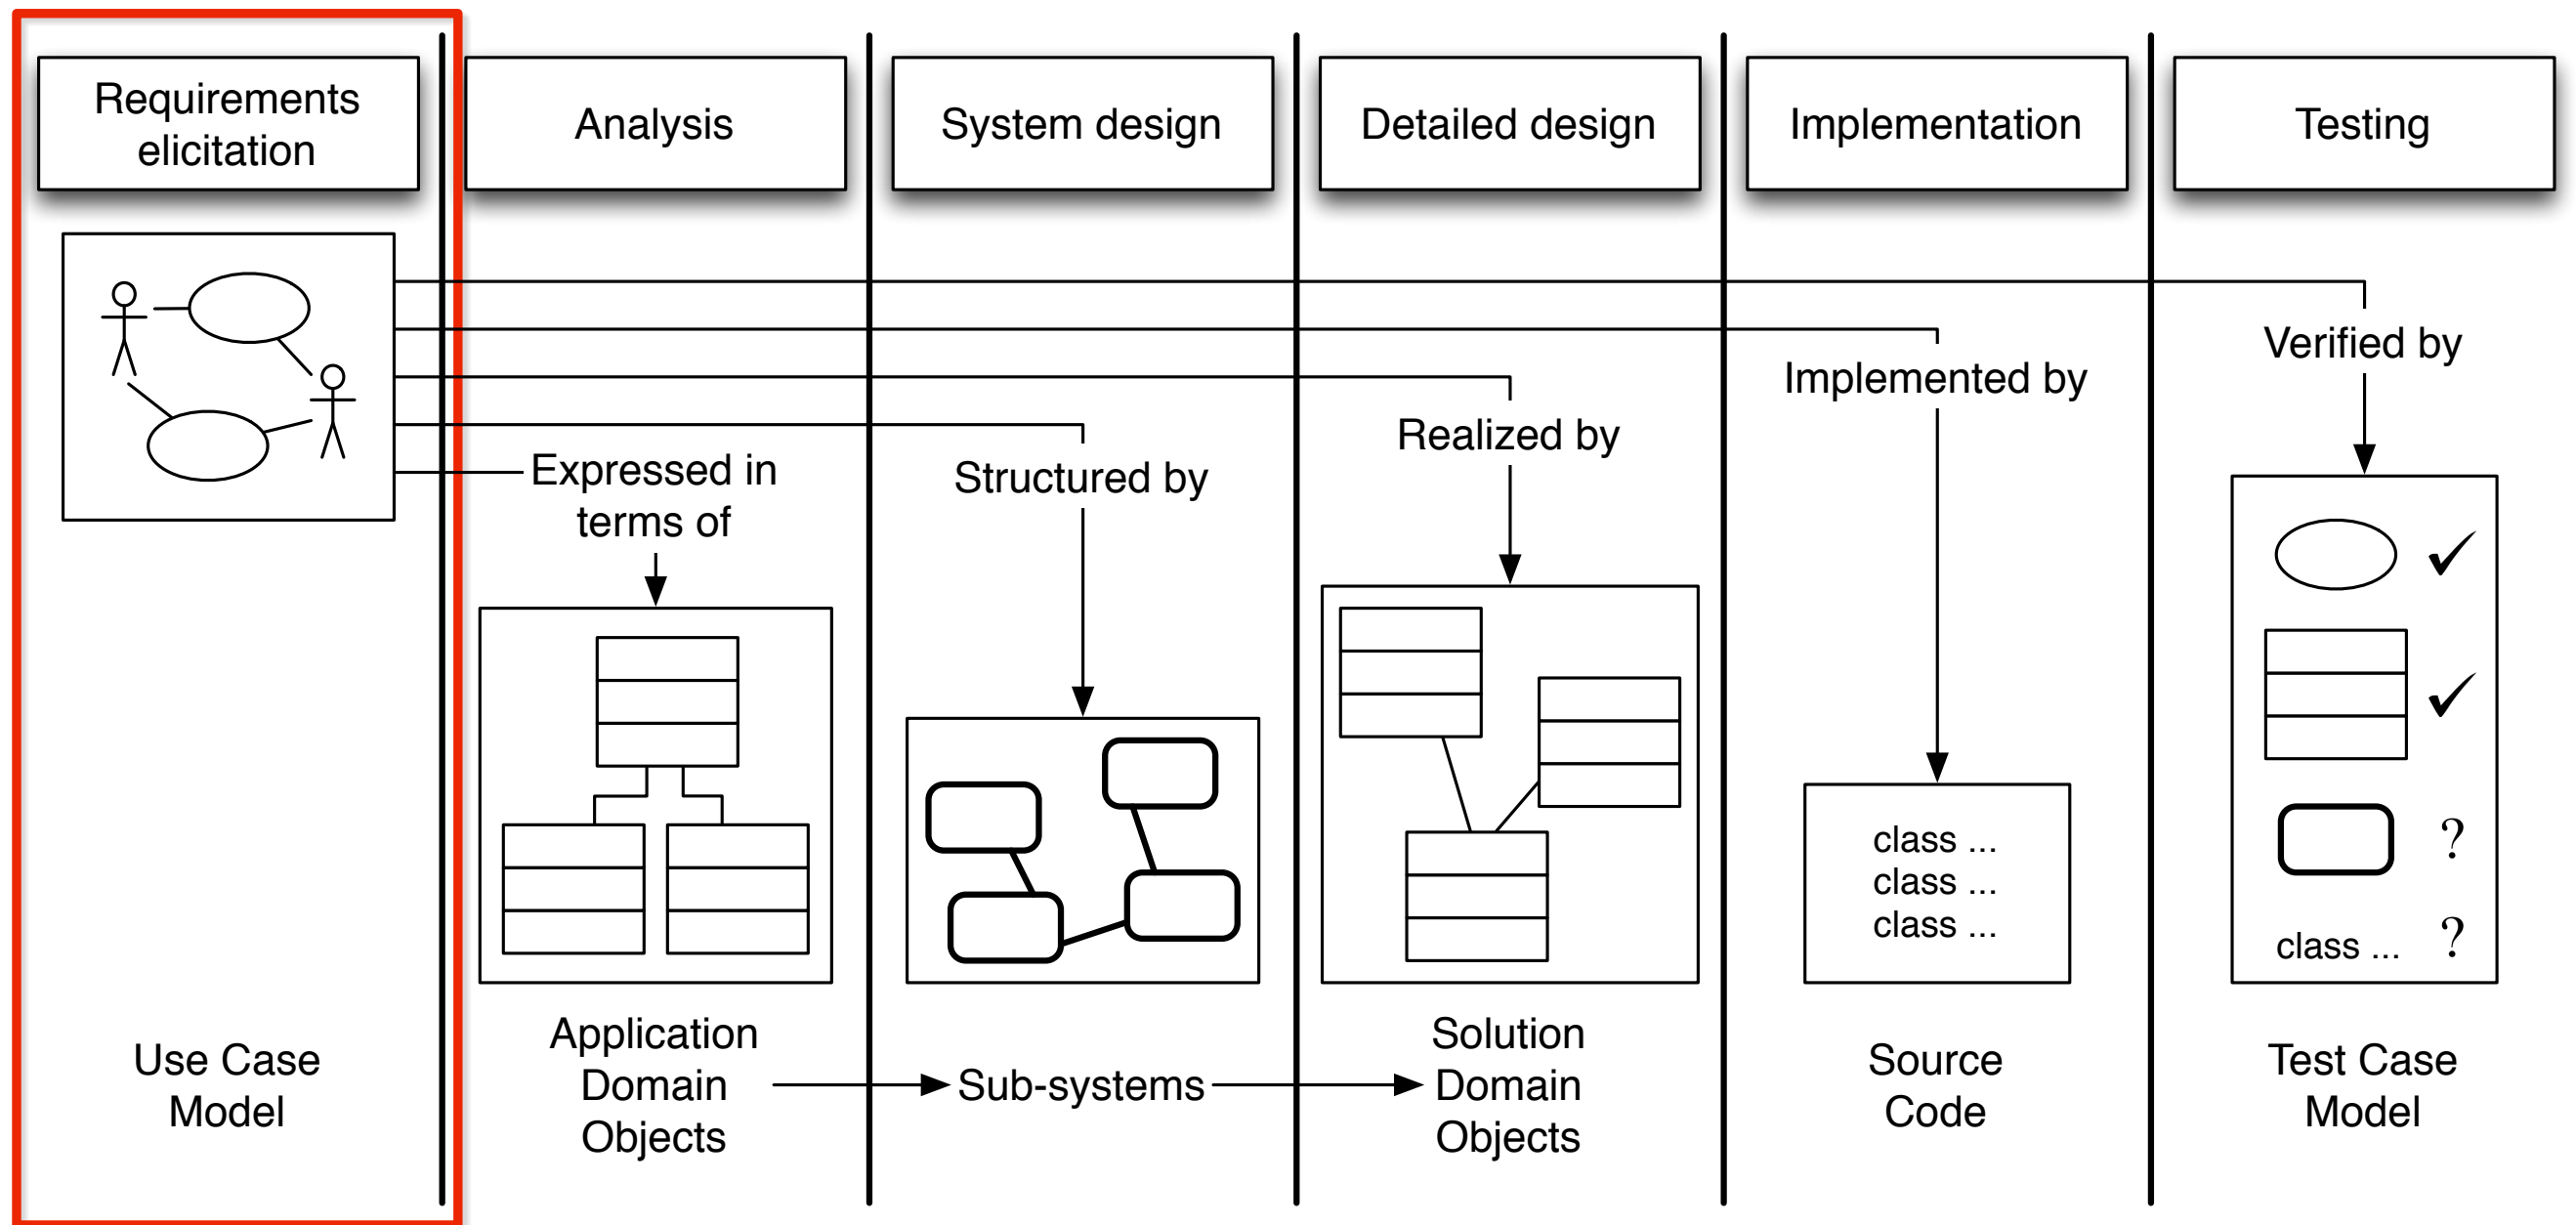 Requirements
elicitation
Analysis
System design
Detailed design
Implementation
Testing
Expressed in
terms of
Structured by
Realized by
Implemented by
Verified by
class ...
class ...
class ...
✓
✓
?
class ... ?
Use Case
Model
Application
Domain
Objects
Sub-systems
Solution
Domain
Objects
Source
Code
Test Case
Model